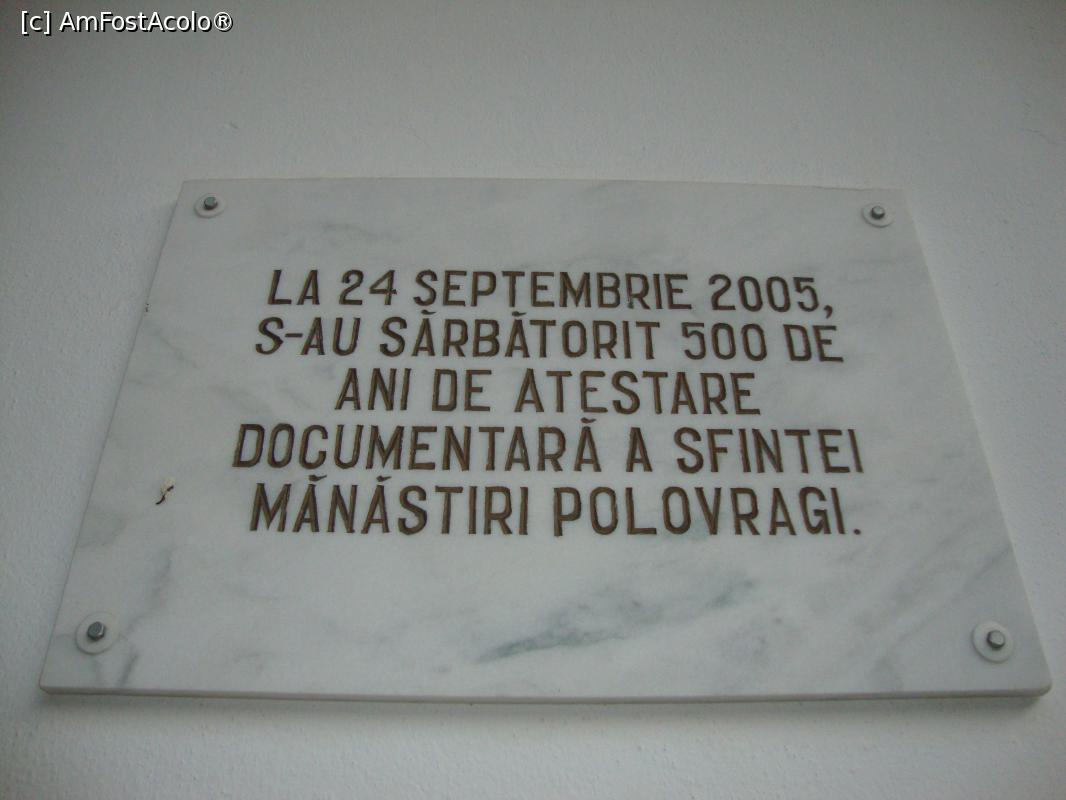 [c] AmFostAcolo®
LA 24 SEPTEMBRIE 2005,
S-AU SĂRBĂTORIT 500 DE
ANI DE ATESTARE
DOCUMENTARĂ A SFINTEI
MĂNĂSTIRI POLOVRAGI.